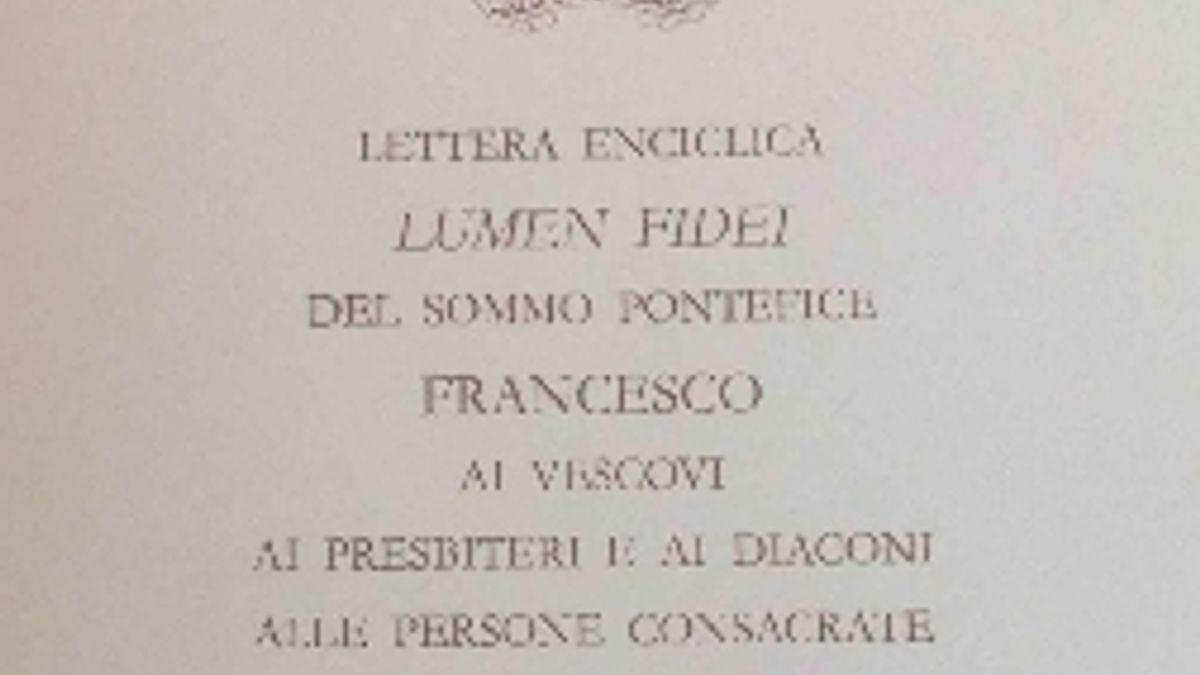 LETTERA ENCICLICA
LUMEN FIDEI
DEL SOMMO PONTEFICE
FRANCESCO
AI VESCOVI
AI PRESBITERI E AI DIACONI
ALLE PERSONE CONSACRATE